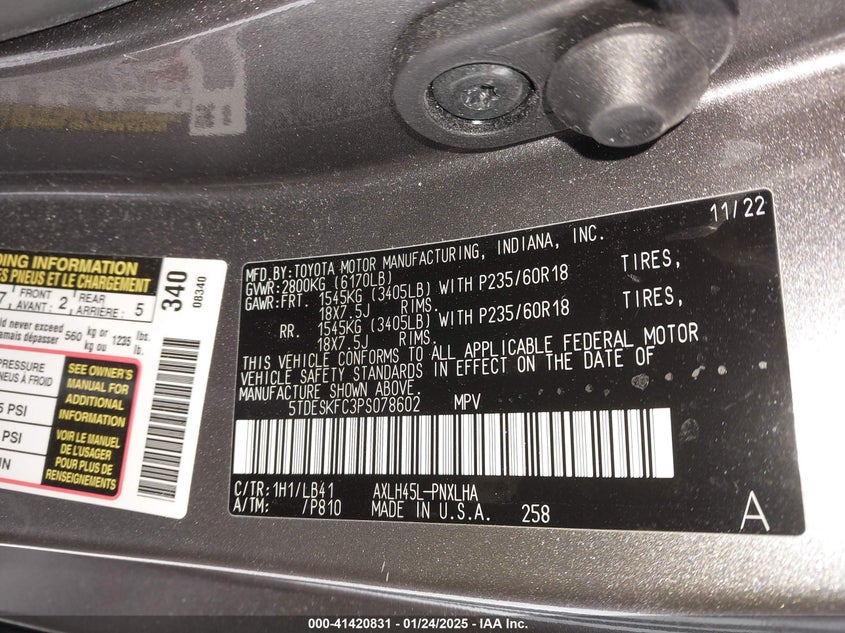 11/22
MFD.BY:TOYOTA MOTOR MANUFACTURING, INDIANA, INC.
GVWR:2800KG (6170LB)
GAWR:FRT. 1545KG (3405LB) WITH P235/60R18 TIRES,
18X7.5J RIMS.
RR. 1545KG (3405LB) WITH P235/60R18 TIRES,
18X7.5J RIMS.
THIS VEHICLE CONFORMS TO ALL APPLICABLE FEDERAL MOTOR
VEHICLE SAFETY STANDARDS IN EFFECT ON THE DATE OF
MANUFACTURE SHOWN ABOVE.
5TDESKFC3PS078602 MPV
C/TR:1H1/LB41 AXLH45L-PNXLHA
A/TM: /P810 MADE IN U.S.A. 258
A
INFORMATION
PNEUS ET LE CHARGEMENT
7 FRONT 2 REAR 5
AVANT: ARRIÈRE:
never exceed 560 kg or 1235 lbs.
jamais dépasser kg ou lb.
340
08340
PRESSURE
À FROID
PSI
PSI
SEE OWNER'S
MANUAL FOR
ADDITIONAL
INFORMATION
VOIR LE MANUEL
DE L'USAGER
POUR PLUS DE
RENSEIGNEMENTS
000-41420831 - 01/24/2025 - IAA Inc.